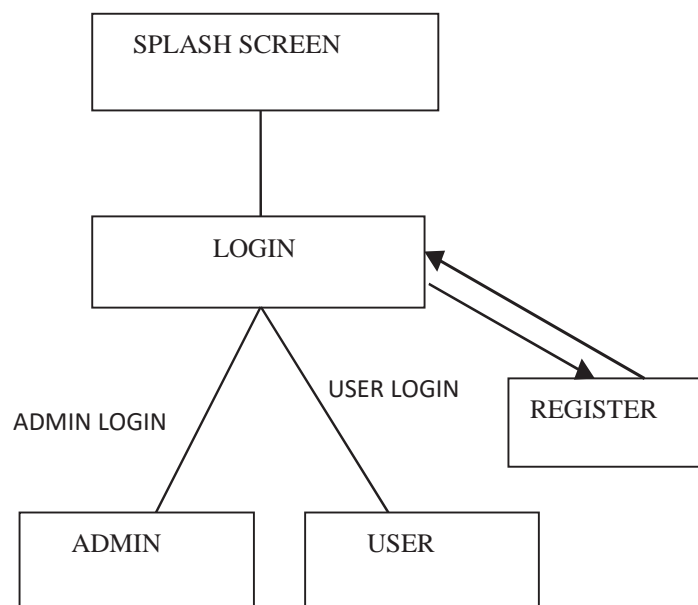 SPLASH SCREEN
LOGIN
USER LOGIN
ADMIN LOGIN
REGISTER
ADMIN
USER